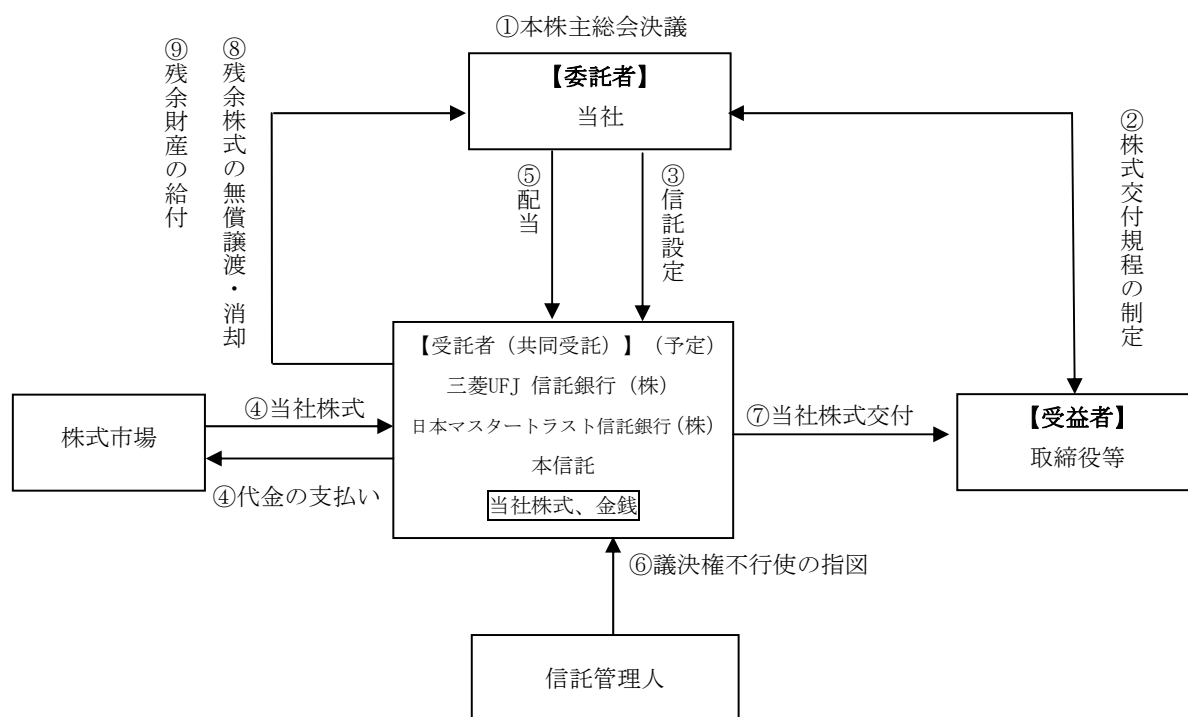 ①本株主総会決議
⑨残余財産の給付
⑧残余株式の無償譲渡・消却
【委託者】
当社
②株式交付規程の制定
⑤配当
③信託設定
【受託者（共同受託）】（予定）
三菱UFJ 信託銀行（株）
日本マスタートラスト信託銀行（株）
本信託
当社株式、金銭
株式市場
④当社株式
④代金の支払い
⑦当社株式交付
【受益者】
取締役等
⑥議決権不行使の指図
信託管理人